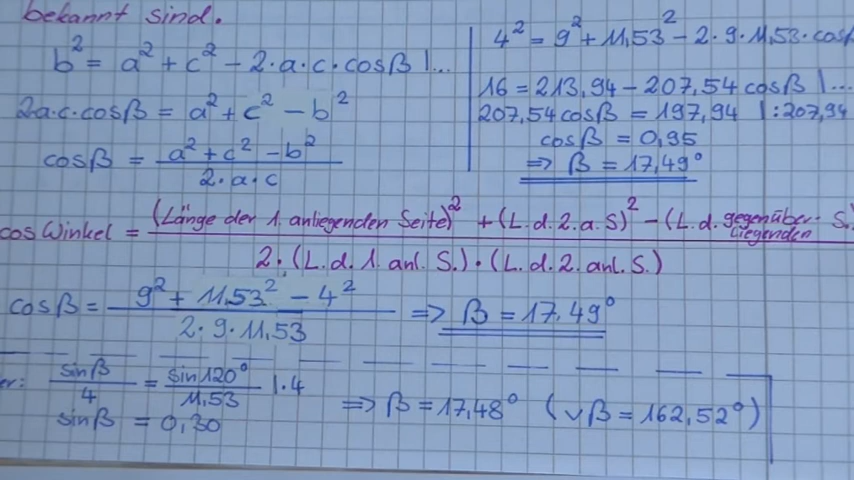 bekannt sind.
b² = a² + c² - 2·a·c·cosβ |...
2a·c·cosβ = a² + c² - b²
cosβ = (a² + c² - b²) / (2·a·c)
4² = 9² + 11,53² - 2·9·11,53·cosβ
16 = 213,94 - 207,54 cosβ |...
207,54 cosβ = 197,94 |:207,94
cosβ = 0,95
⇒ β = 17,49°
cos Winkel = ((Länge der 1. anliegenden Seite)² + (L.d.2.a.S)² - (L.d. gegenüberliegenden S.)) / (2·(L.d. 1. anl. S.)·(L.d.2. anl. S.))
cosβ = (9² + 11,53² - 4²) / (2·9·11,53) ⇒ β = 17,49°
er: sinβ / 4 = sin120° / 11,53 |·4
sinβ = 0,30 ⇒ β = 17,48° (∨ β = 162,52°)